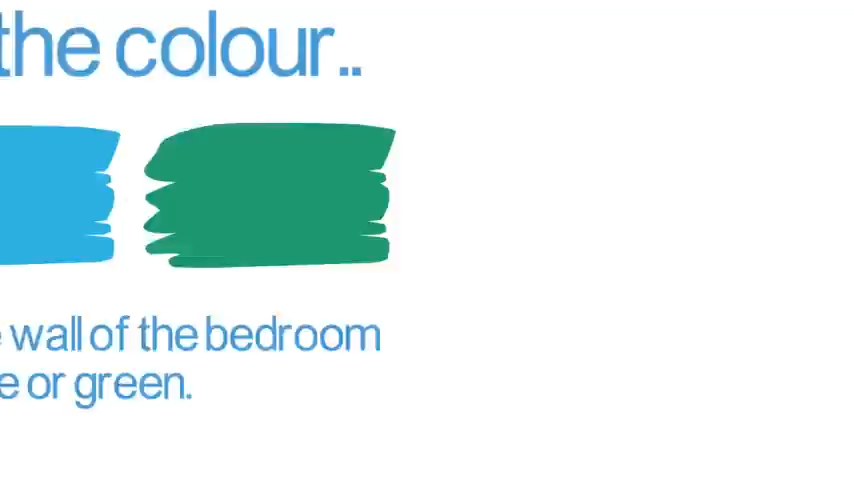 the colour..
wall of the bedroom
or green.